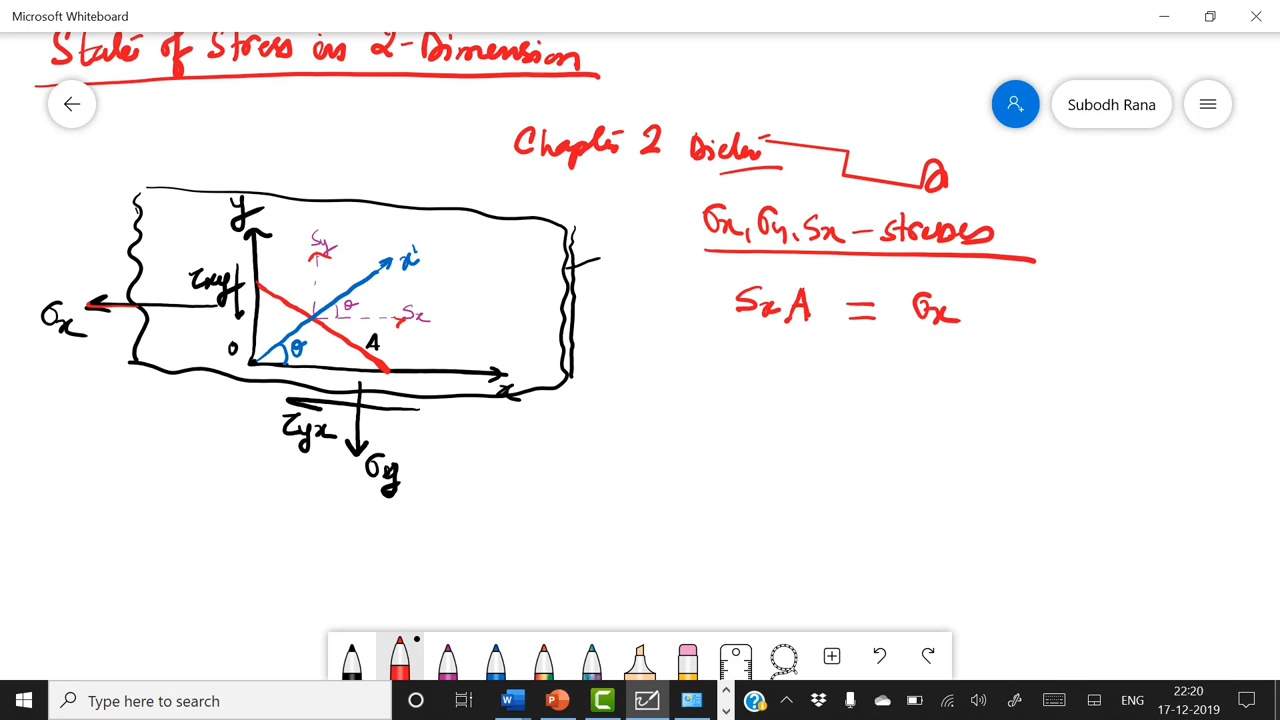 Microsoft Whiteboard
State of Stress in 2-Dimension
Subodh Rana
Chapter 2 Dieter
σx, σy, Sx - stresses
SxA = σx
y
Sy
x'
τxy
θ
Sx
σx
O
θ
A
x
τyx
σy
Type here to search
ENG
22:20
17-12-2019